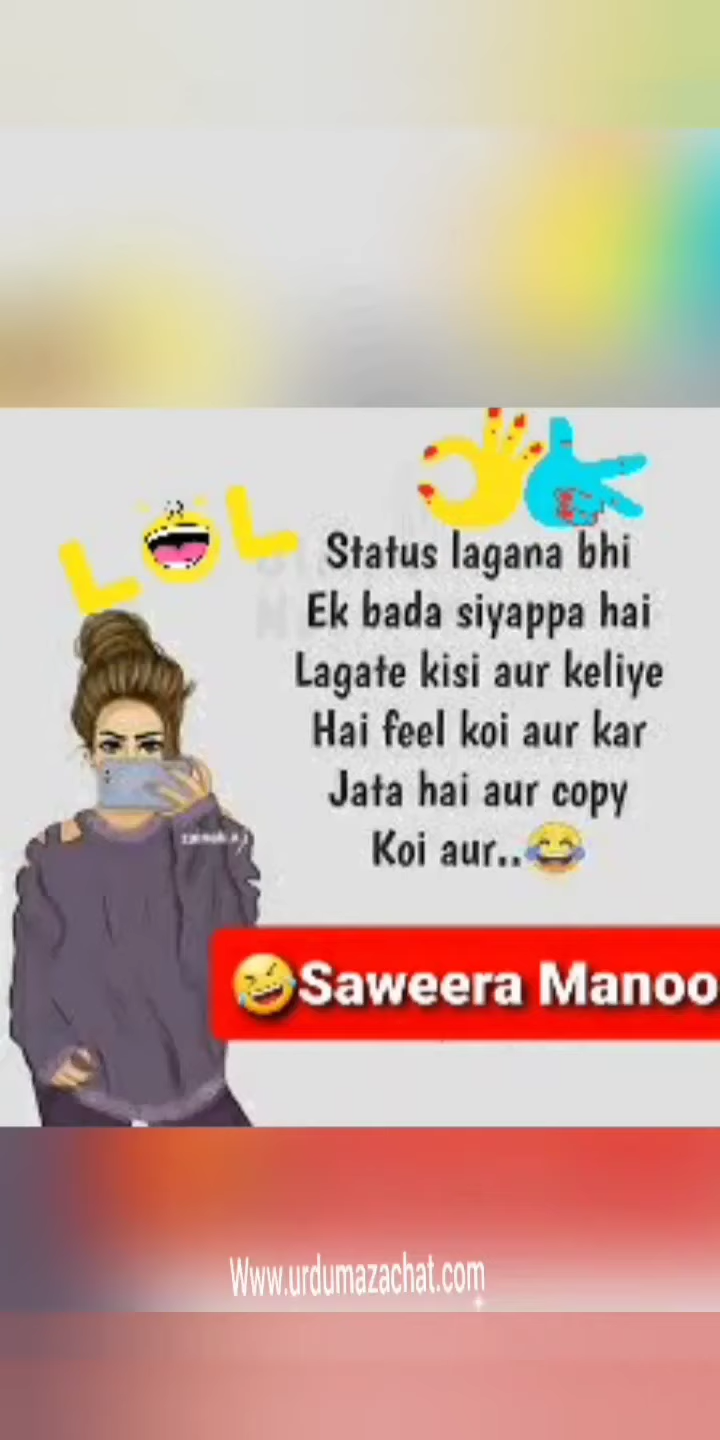 LOL
Status lagana bhi
Ek bada siyappa hai
Lagate kisi aur keliye
Hai feel koi aur kar
Jata hai aur copy
Koi aur..😂
😆Saweera Manoo
Www.urdumazachat.com